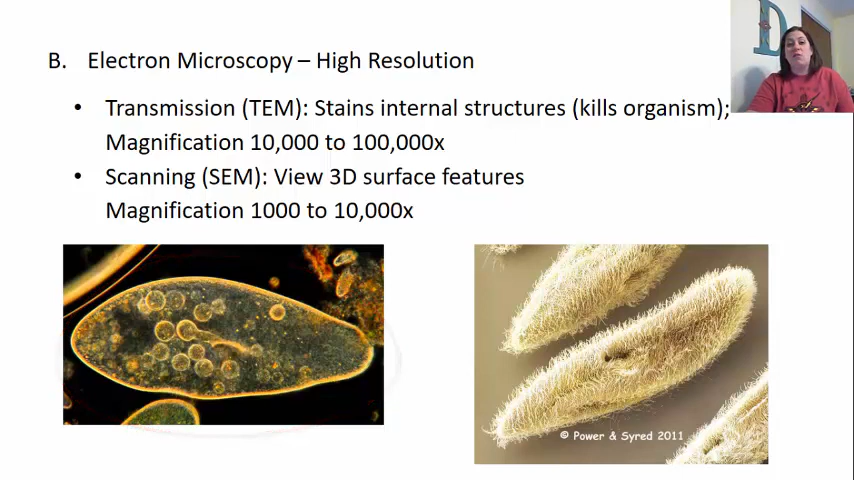 B. Electron Microscopy – High Resolution
• Transmission (TEM): Stains internal structures (kills organism);
Magnification 10,000 to 100,000x
• Scanning (SEM): View 3D surface features
Magnification 1000 to 10,000x
© Power & Syred 2011
D